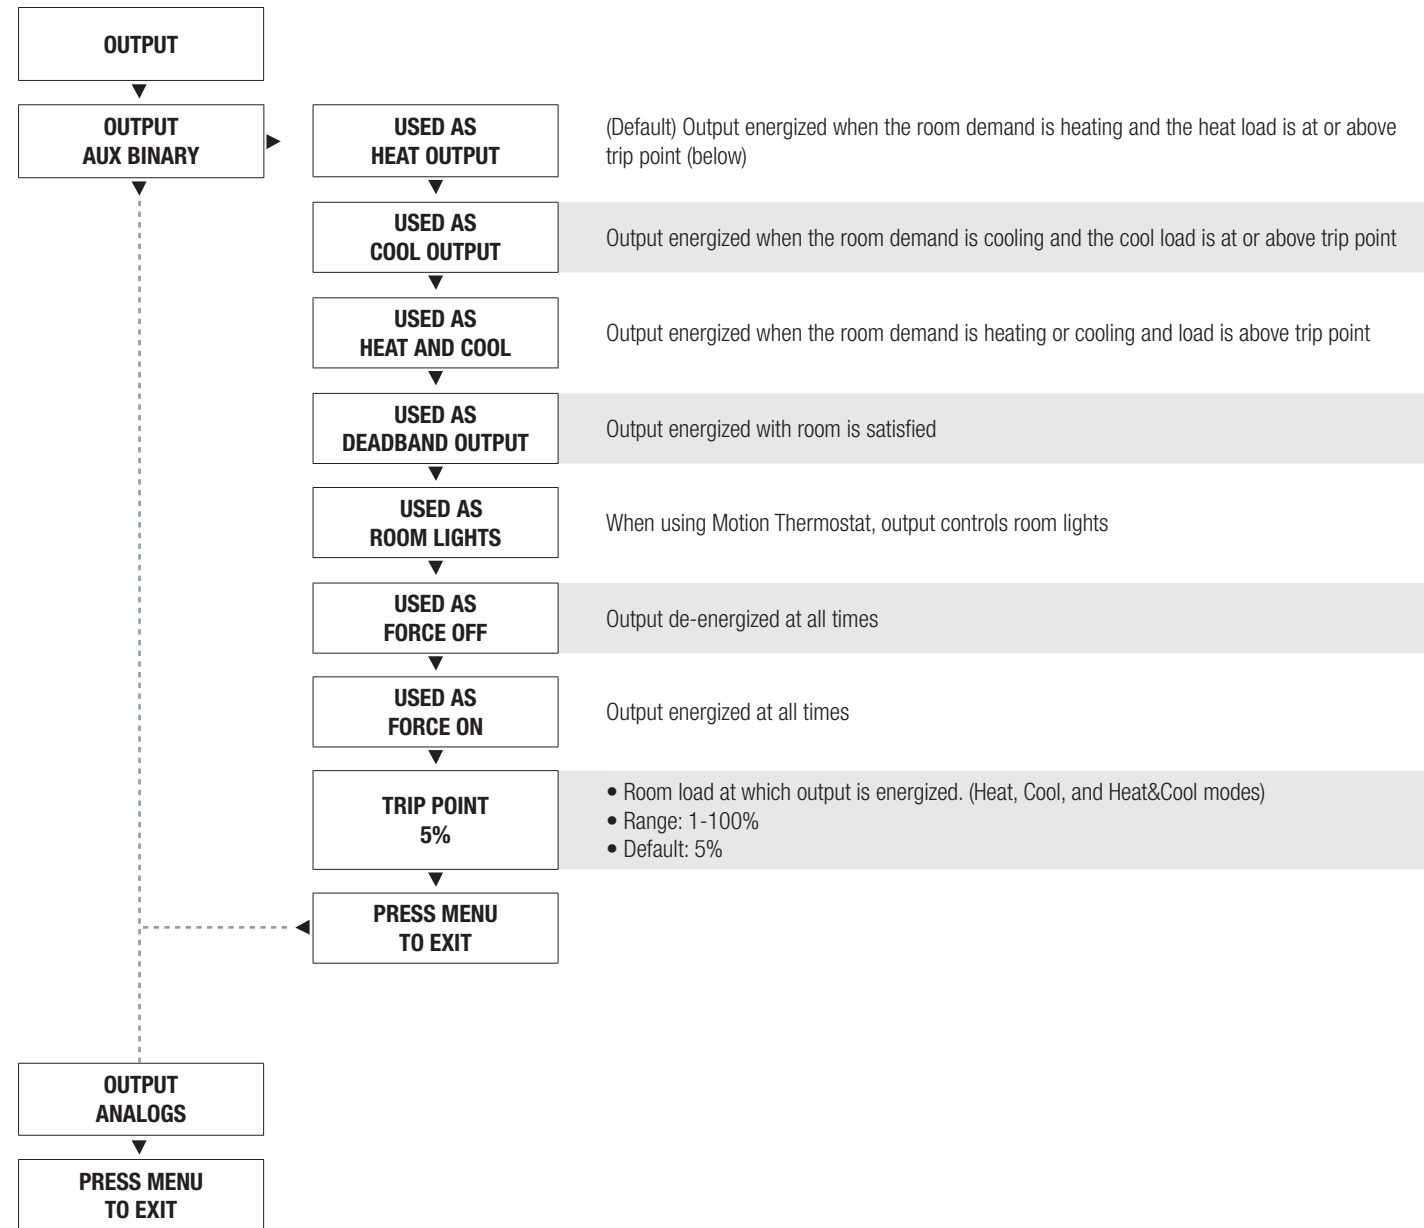 OUTPUT
OUTPUT
AUX BINARY
USED AS
HEAT OUTPUT
(Default) Output energized when the room demand is heating and the heat load is at or above
trip point (below)
USED AS
COOL OUTPUT
Output energized when the room demand is cooling and the cool load is at or above trip point
USED AS
HEAT AND COOL
Output energized when the room demand is heating or cooling and load is above trip point
USED AS
DEADBAND OUTPUT
Output energized with room is satisfied
USED AS
ROOM LIGHTS
When using Motion Thermostat, output controls room lights
USED AS
FORCE OFF
Output de-energized at all times
USED AS
FORCE ON
Output energized at all times
TRIP POINT
5%
• Room load at which output is energized. (Heat, Cool, and Heat&Cool modes)
• Range: 1-100%
• Default: 5%
PRESS MENU
TO EXIT
OUTPUT
ANALOGS
PRESS MENU
TO EXIT